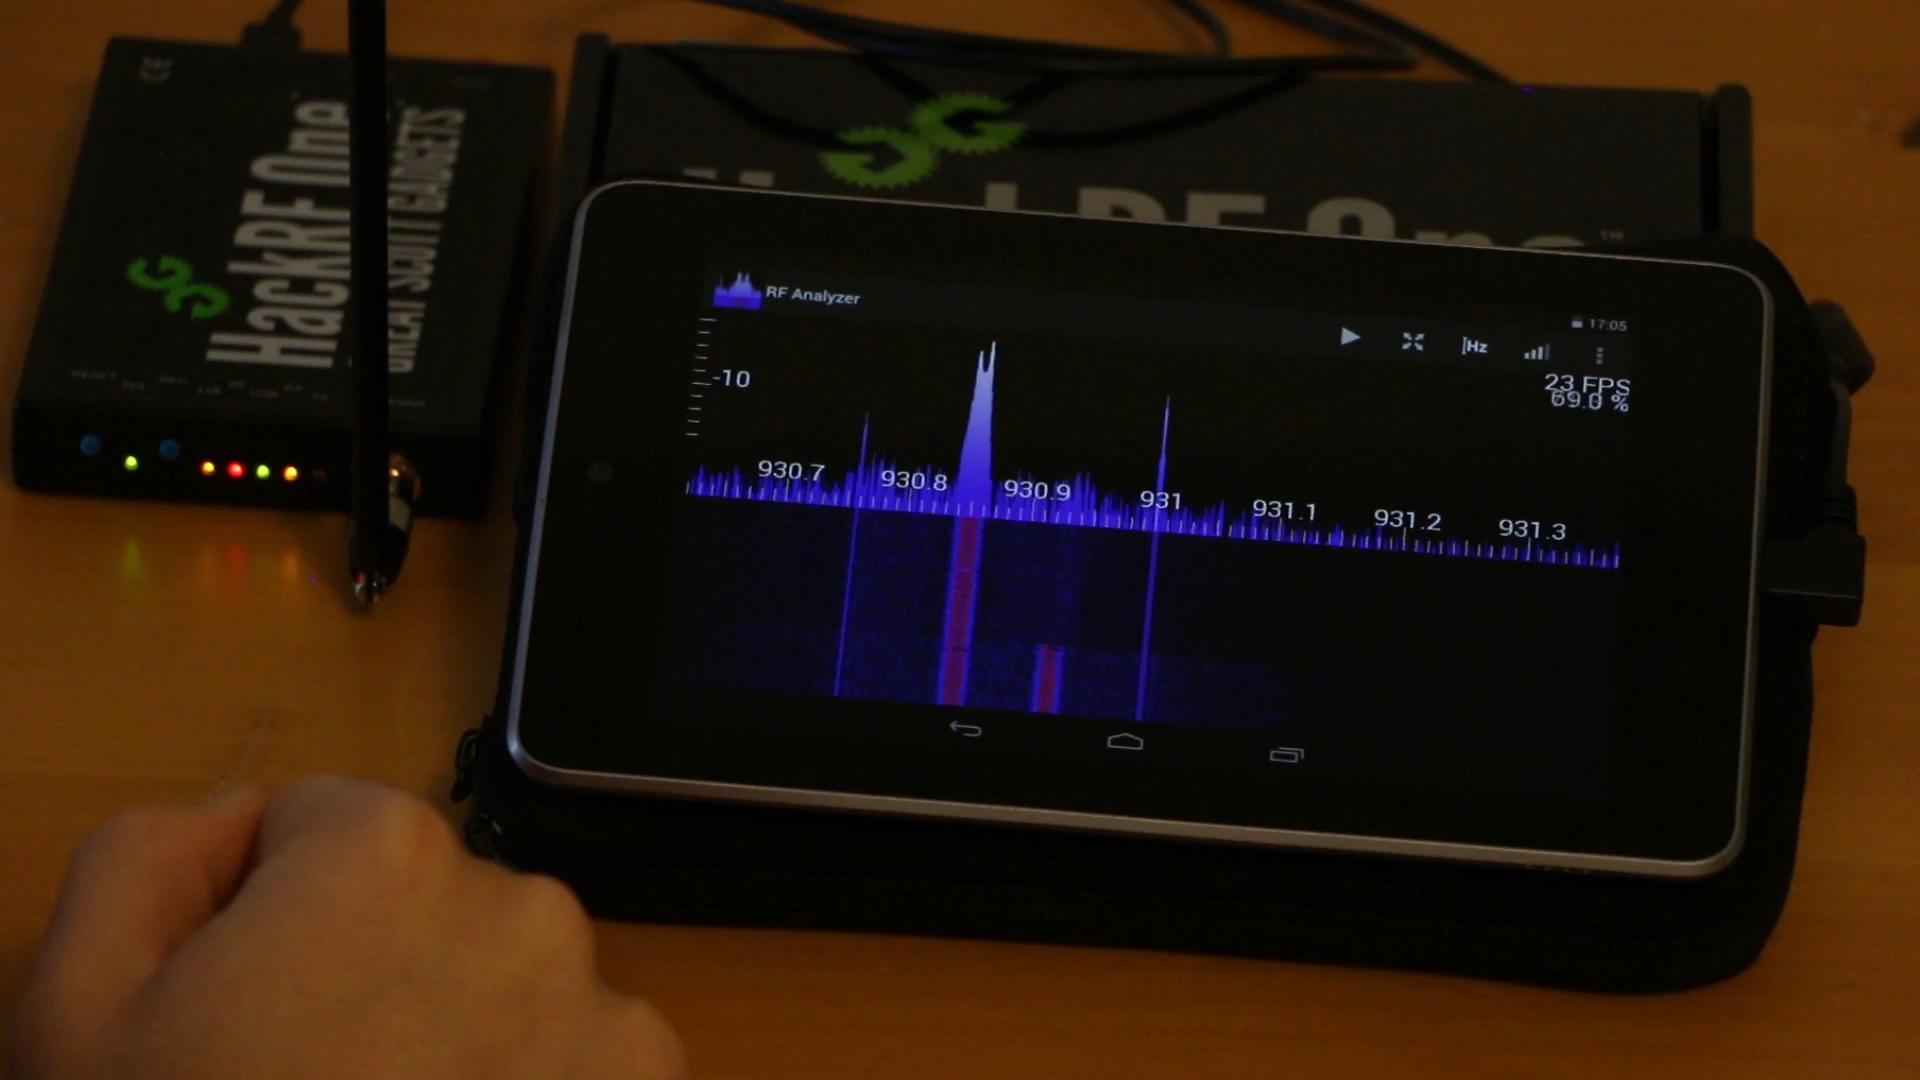 HackRF One
GREAT SCOTT GADGETS
RF Analyzer
17:05
Hz
-10
23 FPS
69.0 %
930.7 930.8 930.9 931 931.1 931.2 931.3